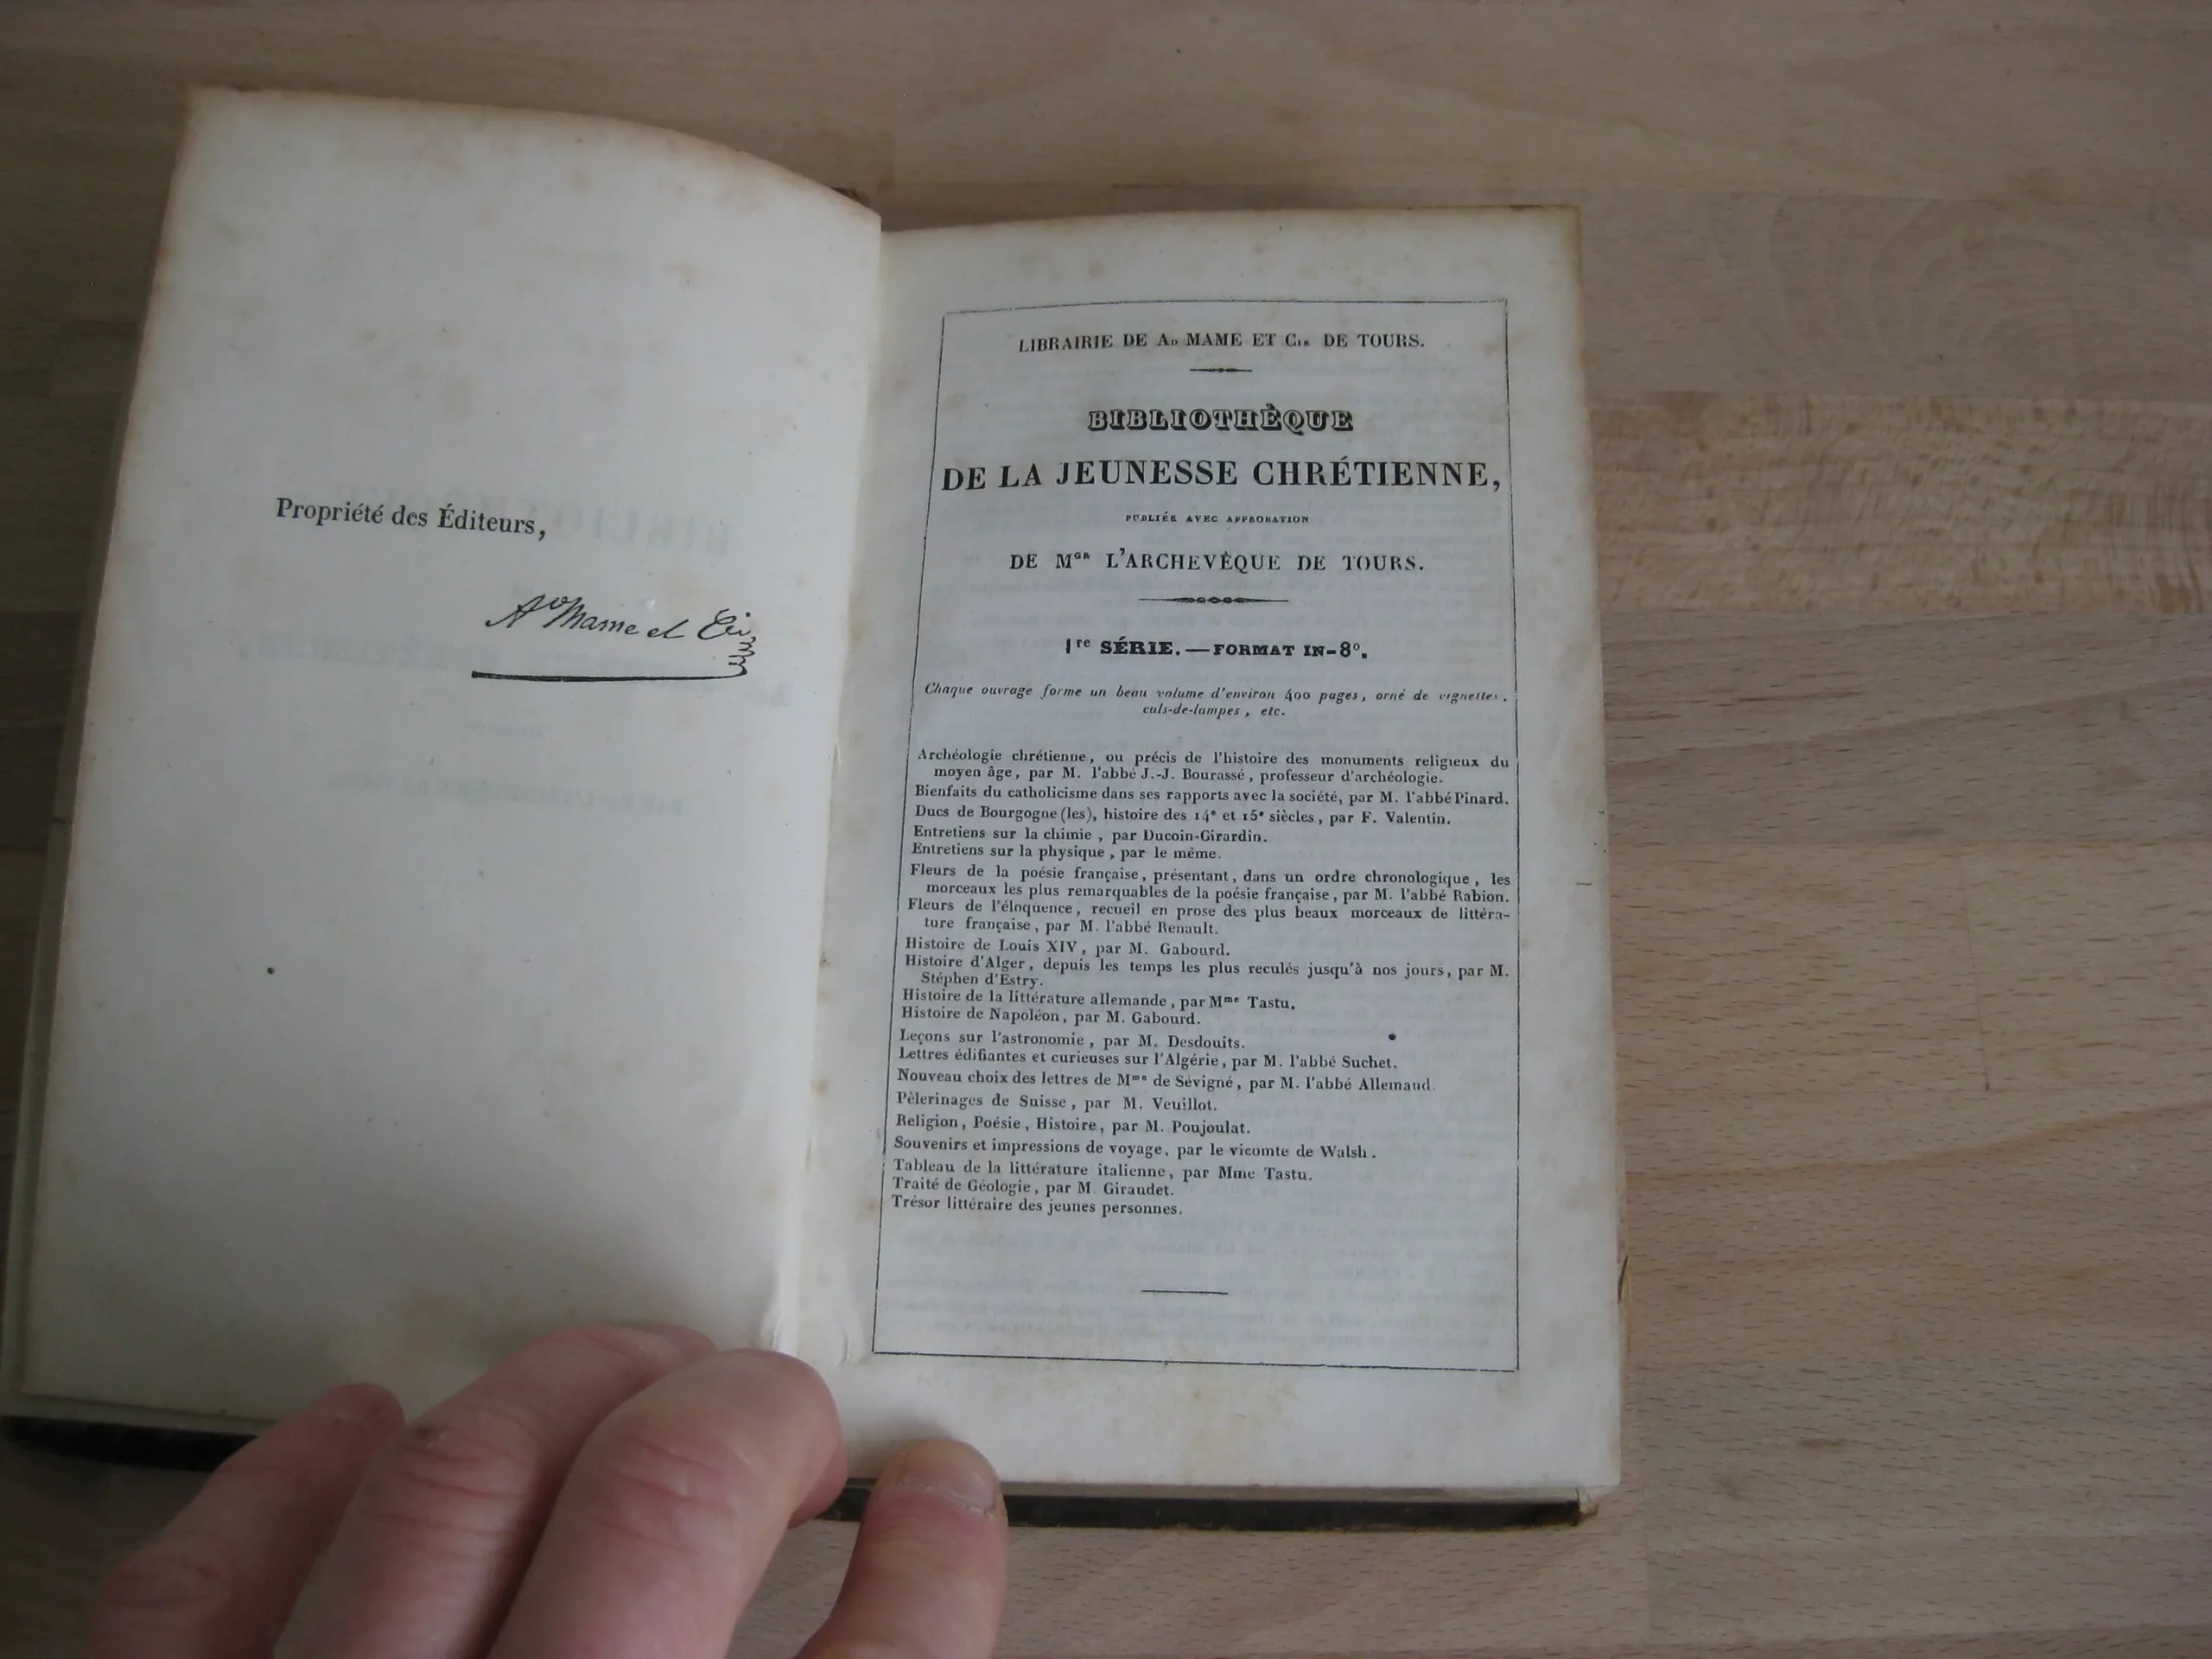 Propriété des Éditeurs,
Ad Mame et Cie
LIBRAIRIE DE AD MAME ET CIE DE TOURS.
BIBLIOTHÈQUE
DE LA JEUNESSE CHRÉTIENNE,
PUBLIÉE AVEC APPROBATION
DE MGR L'ARCHEVÊQUE DE TOURS.
1re SÉRIE. — FORMAT IN-8º.
Chaque ouvrage forme un beau volume d'environ 400 pages, orné de vignettes,
culs-de-lampes, etc.
Archéologie chrétienne, ou précis de l'histoire des monuments religieux du
moyen âge, par M. l'abbé J.-J. Bourassé, professeur d'archéologie.
Bienfaits du catholicisme dans ses rapports avec la société, par M. l'abbé Pinard.
Ducs de Bourgogne (les), histoire des 14e et 15e siècles, par F. Valentin.
Entretiens sur la chimie, par Ducoin-Girardin.
Entretiens sur la physique, par le même.
Fleurs de la poésie française, présentant, dans un ordre chronologique, les
morceaux les plus remarquables de la poésie française, par M. l'abbé Rabion.
Fleurs de l'éloquence, recueil en prose des plus beaux morceaux de littéra-
ture française, par M. l'abbé Renault.
Histoire de Louis XIV, par M. Gabourd.
Histoire d'Alger, depuis les temps les plus reculés jusqu'à nos jours, par M.
Stéphen d'Estry.
Histoire de la littérature allemande, par Mme Tastu.
Histoire de Napoléon, par M. Gabourd.
Leçons sur l'astronomie, par M. Desdouits.
Lettres édifiantes et curieuses sur l'Algérie, par M. l'abbé Suchet.
Nouveau choix des lettres de Mme de Sévigné, par M. l'abbé Allemand.
Pèlerinages de Suisse, par M. Veuillot.
Religion, Poésie, Histoire, par M. Poujoulat.
Souvenirs et impressions de voyage, par le vicomte de Walsh.
Tableau de la littérature italienne, par Mme Tastu.
Traité de Géologie, par M Giraudet.
Trésor littéraire des jeunes personnes.